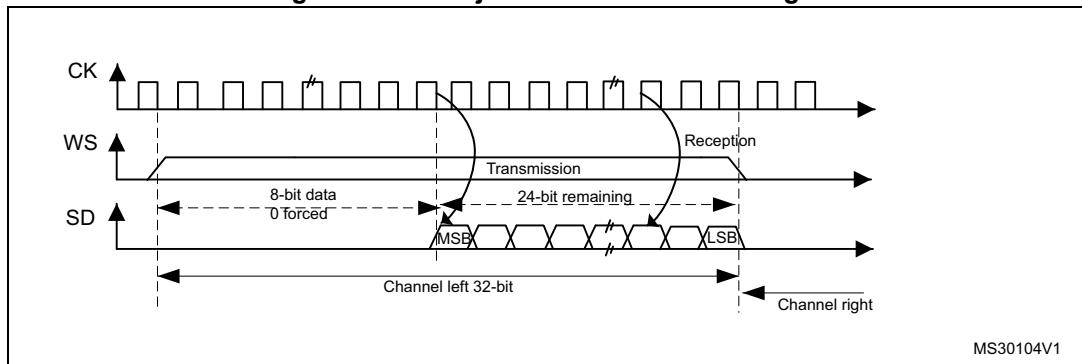 CK
Reception
WS
Transmission
8-bit data
24-bit remaining
0 forced
SD
MSB
LSB
Channel left 32-bit
Channel right
MS30104V1